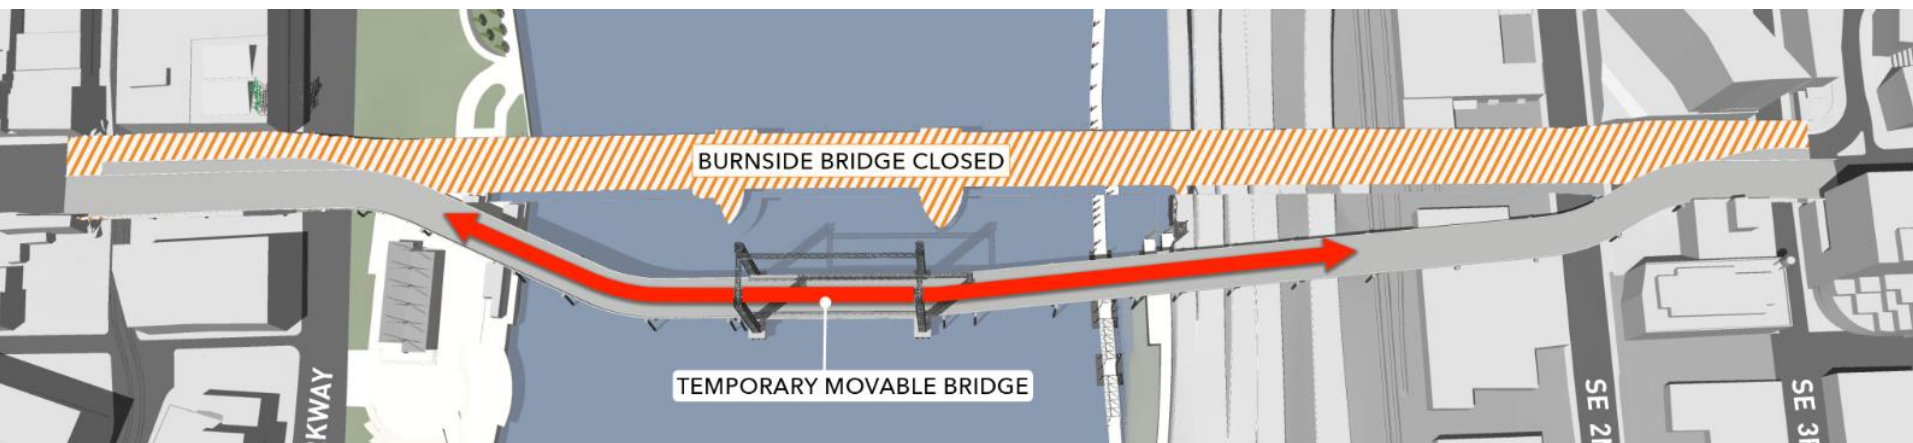 BURNSIDE BRIDGE CLOSED
TEMPORARY MOVABLE BRIDGE
KWAY
SE 2
SE 3